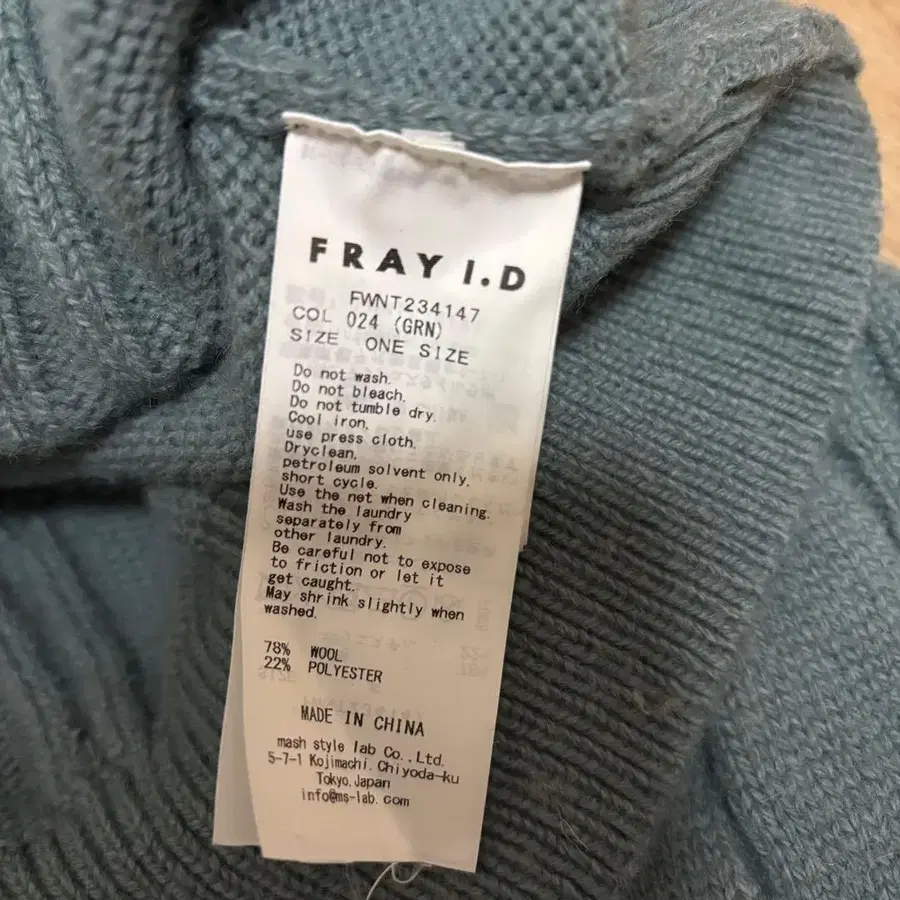 FRAY I.D
FWNT234147
COL 024 (GRN)
SIZE ONE SIZE
Do not wash.
Do not bleach.
Do not tumble dry.
Cool iron.
use press cloth.
Dryclean.
petroleum solvent only.
short cycle.
Use the net when cleaning.
Wash the laundry
separately from
other laundry.
Be careful not to expose
to friction or let it
get caught.
May shrink slightly when
washed.
78% WOOL
22% POLYESTER
MADE IN CHINA
mash style lab Co.,Ltd.
5-7-1 Kojimachi.Chiyoda-ku
Tokyo.Japan
info@ms-lab.com